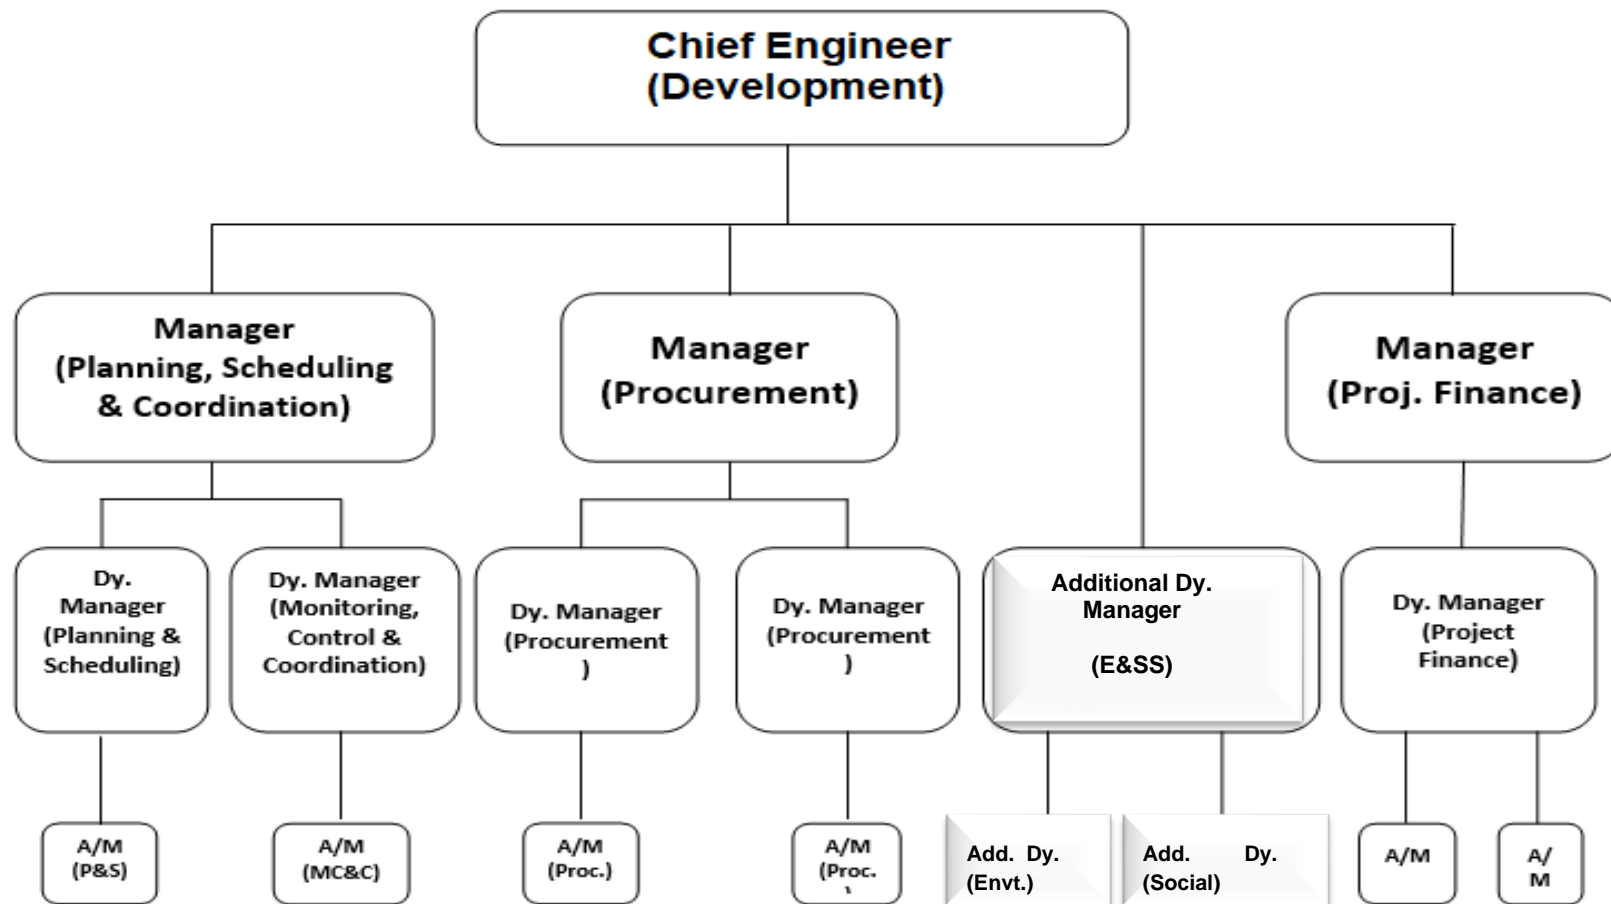 Chief Engineer
(Development)
Manager
(Planning, Scheduling
& Coordination)
Manager
(Procurement)
Manager
(Proj. Finance)
Dy.
Manager
(Planning &
Scheduling)
Dy. Manager
(Monitoring,
Control &
Coordination)
Dy. Manager
(Procurement
)
Dy. Manager
(Procurement
)
Additional Dy.
Manager
(E&SS)
Dy. Manager
(Project
Finance)
A/M
(P&S)
A/M
(MC&C)
A/M
(Proc.)
A/M
(Proc.
)
Add. Dy.
(Envt.)
Add. Dy.
(Social)
A/M
A/
M